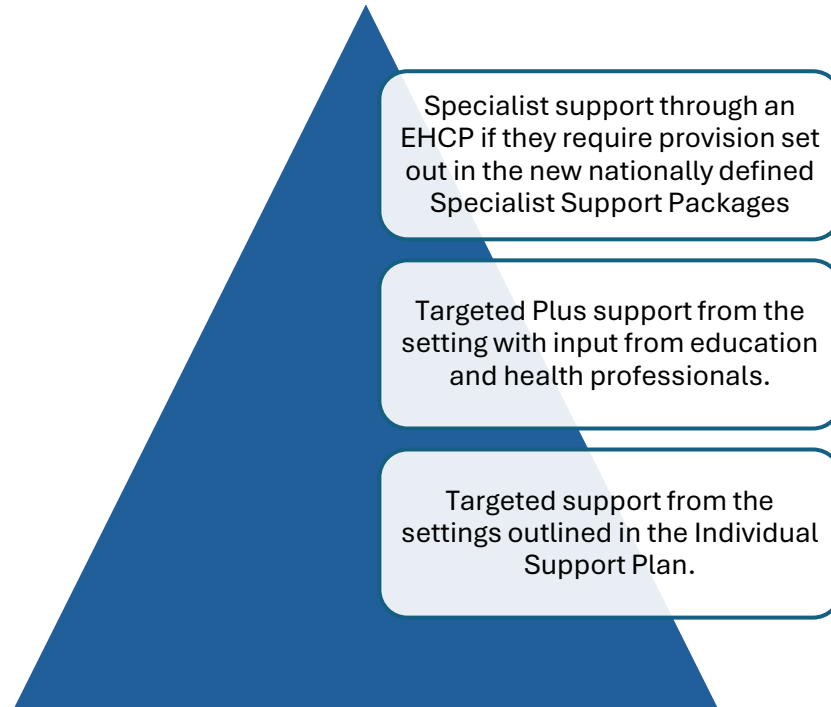 Specialist support through an
EHCP if they require provision set
out in the new nationally defined
Specialist Support Packages
Targeted Plus support from the
setting with input from education
and health professionals.
Targeted support from the
settings outlined in the Individual
Support Plan.